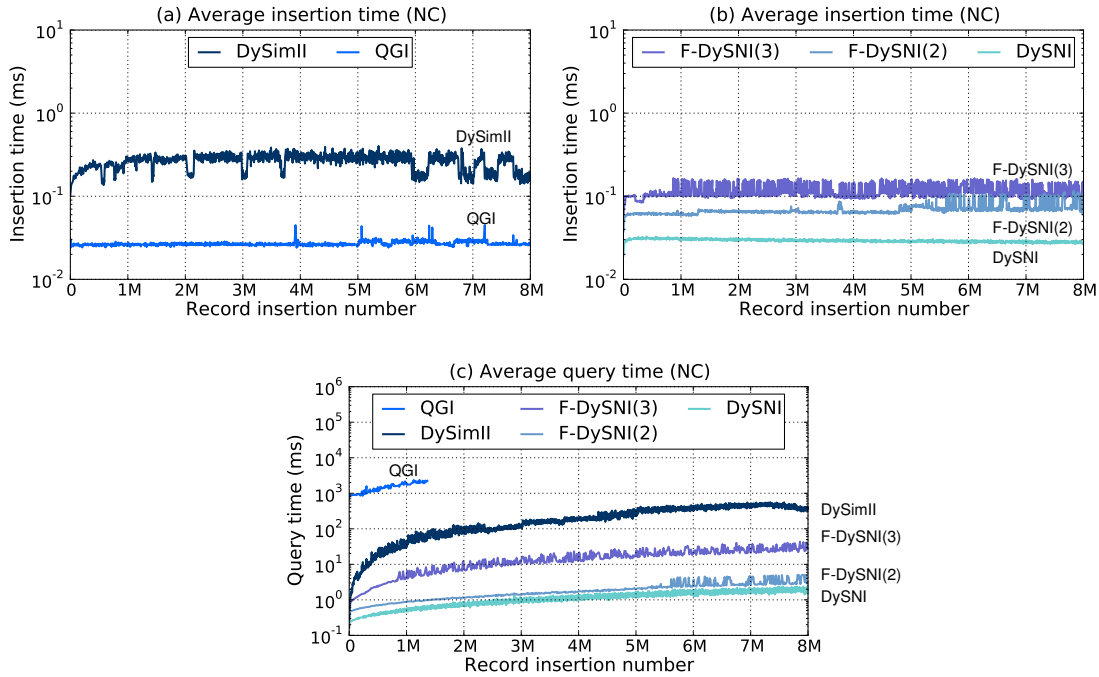 (a) Average insertion time (NC)
Insertion time (ms)
10^1
10^0
10^-1
10^-2
DySimII QGI
DySimII
QGI
0 1M 2M 3M 4M 5M 6M 7M 8M
Record insertion number
(b) Average insertion time (NC)
Insertion time (ms)
10^1
10^0
10^-1
10^-2
F-DySNI(3) F-DySNI(2) DySNI
F-DySNI(3)
F-DySNI(2)
DySNI
0 1M 2M 3M 4M 5M 6M 7M 8M
Record insertion number
(c) Average query time (NC)
Query time (ms)
10^6
10^5
10^4
10^3
10^2
10^1
10^0
10^-1
QGI F-DySNI(3) DySNI
DySimII F-DySNI(2)
QGI
DySimII
F-DySNI(3)
F-DySNI(2)
DySNI
0 1M 2M 3M 4M 5M 6M 7M 8M
Record insertion number